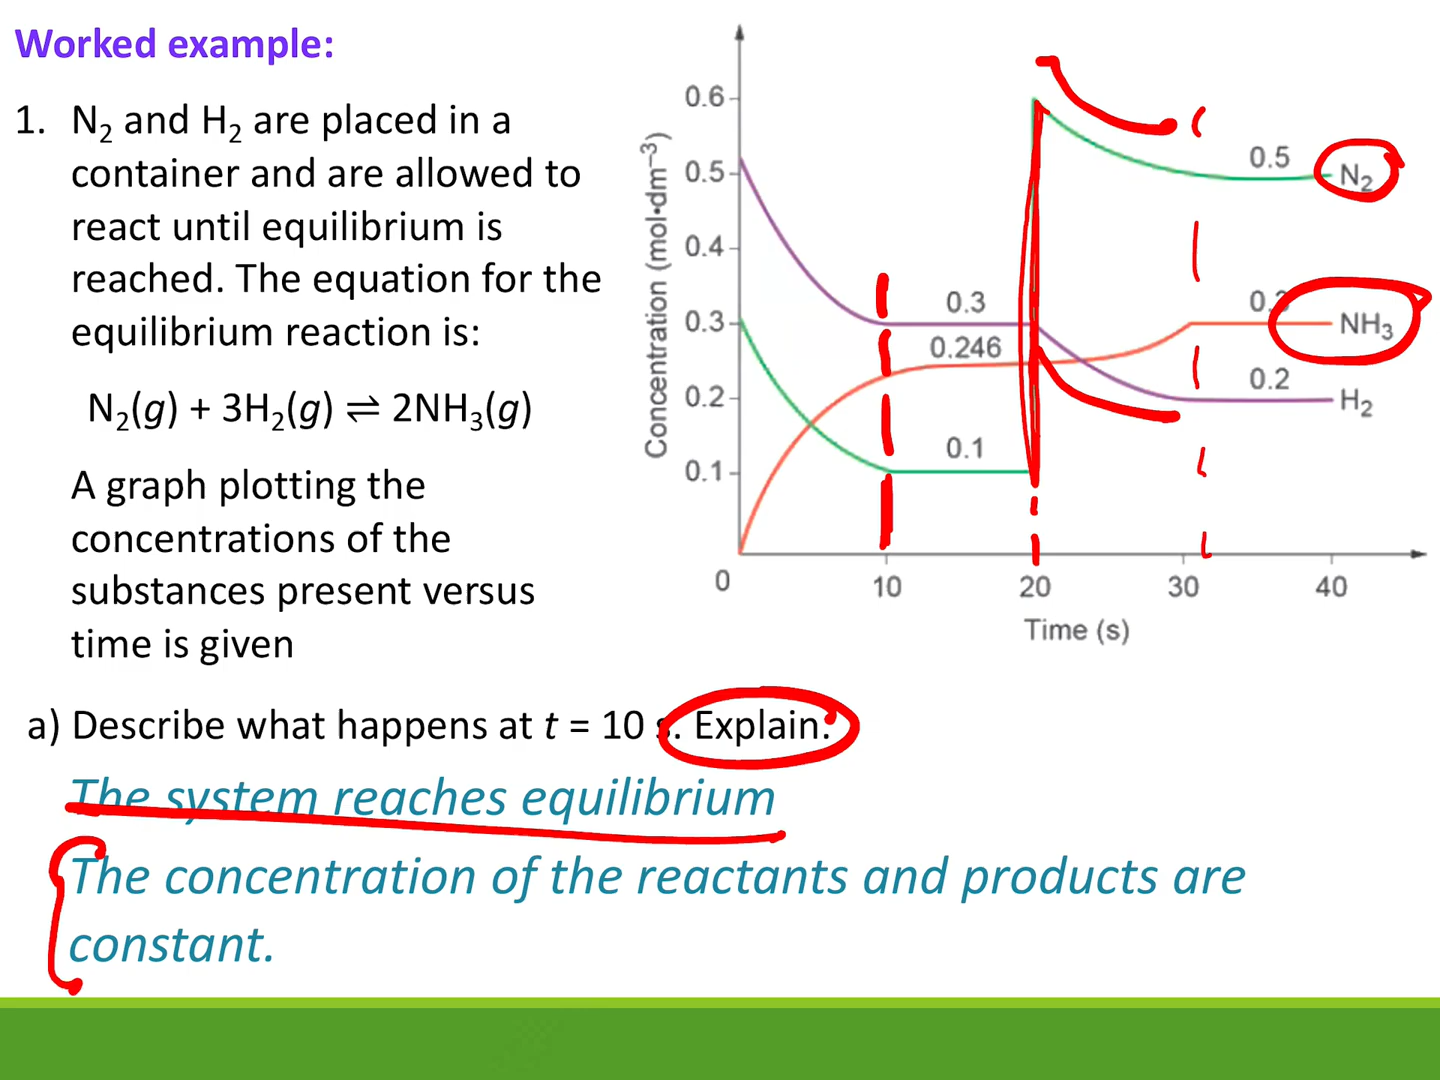 Worked example:
1. N₂ and H₂ are placed in a
container and are allowed to
react until equilibrium is
reached. The equation for the
equilibrium reaction is:
N₂(g) + 3H₂(g) ⇌ 2NH₃(g)
A graph plotting the
concentrations of the
substances present versus
time is given
Concentration (mol•dm⁻³)
0.6
0.5
0.4
0.3
0.2
0.1
0
10
20
30
40
Time (s)
0.3
0.246
0.1
0.5
N₂
NH₃
0.2
H₂
a) Describe what happens at t = 10 s. Explain.
The system reaches equilibrium
The concentration of the reactants and products are
constant.